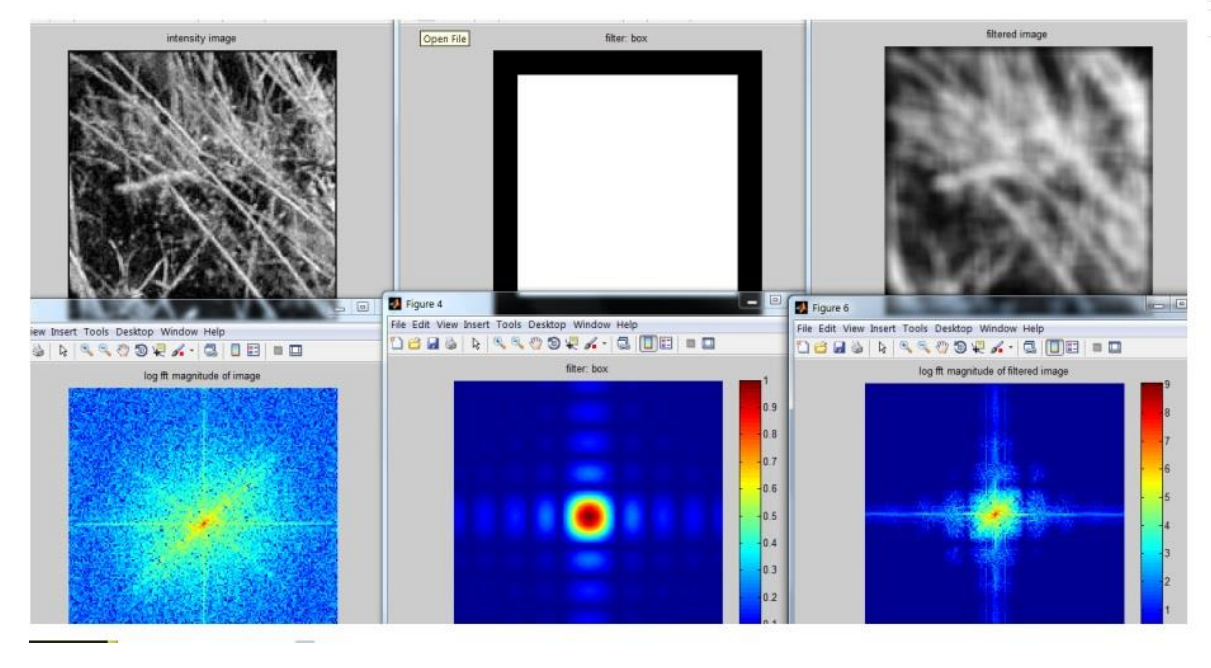 intensity image
Open File
filter: box
filtered image
Figure 4
Figure 6
File Edit View Insert Tools Desktop Window Help
File Edit View Insert Tools Desktop Window Help
Insert Tools Desktop Window Help
log fft magnitude of image
filter: box
log fft magnitude of filtered image
1
0.9
0.8
0.7
0.6
0.5
0.4
0.3
0.2
9
8
7
6
5
4
3
2
1